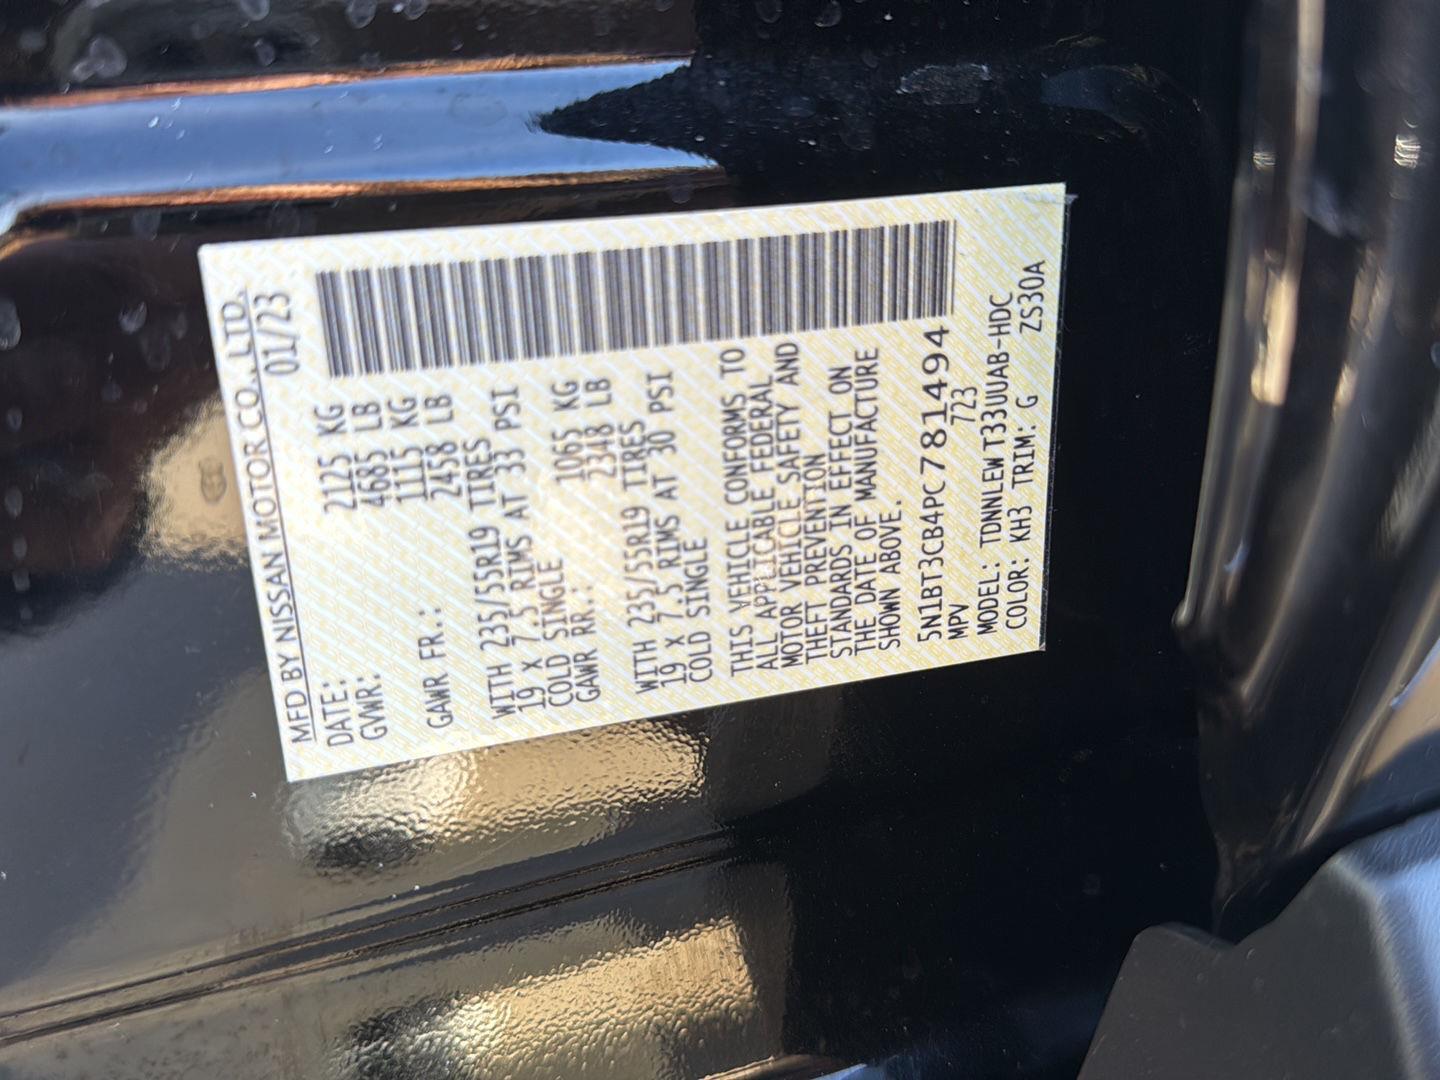 MFD BY NISSAN MOTOR CO., LTD.
DATE: 01/23
GVWR: 2125 KG
4685 LB
GAWR FR.: 1115 KG
2458 LB
WITH 235/55R19 TIRES
19 x 7.5 RIMS AT 33 PSI
COLD SINGLE
GAWR RR.: 1065 KG
2348 LB
WITH 235/55R19 TIRES
19 x 7.5 RIMS AT 30 PSI
COLD SINGLE
THIS VEHICLE CONFORMS TO
ALL APPLICABLE FEDERAL
MOTOR VEHICLE SAFETY AND
THEFT PREVENTION
STANDARDS IN EFFECT ON
THE DATE OF MANUFACTURE
SHOWN ABOVE.
5N1BT3CB4PC781494
MPV 723
MODEL: TDNNLEWT33UUAB-HDC
COLOR: KH3 TRIM: G ZS30A